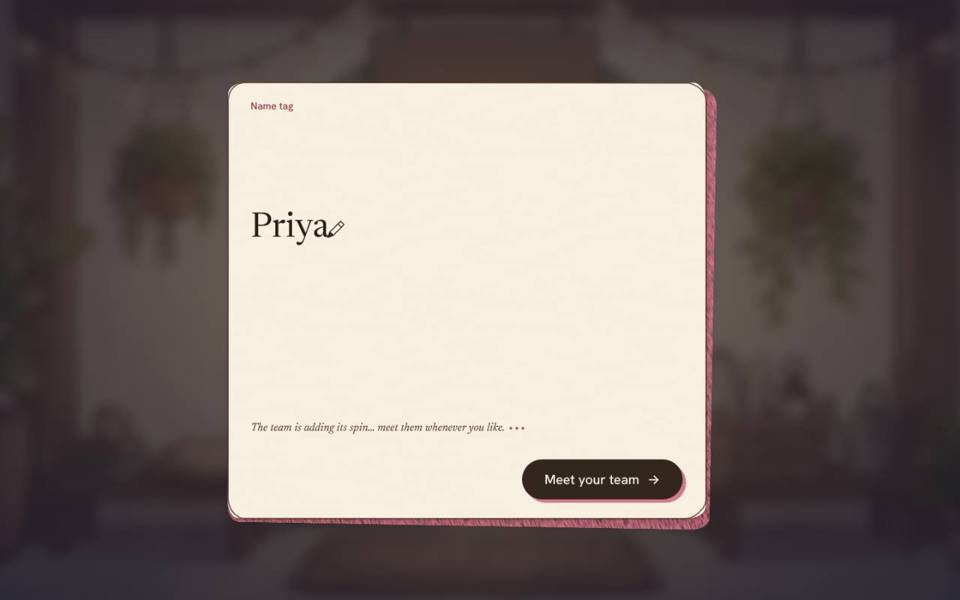 Name tag
Priya
The team is adding its spin... meet them whenever you like.
Meet your team →